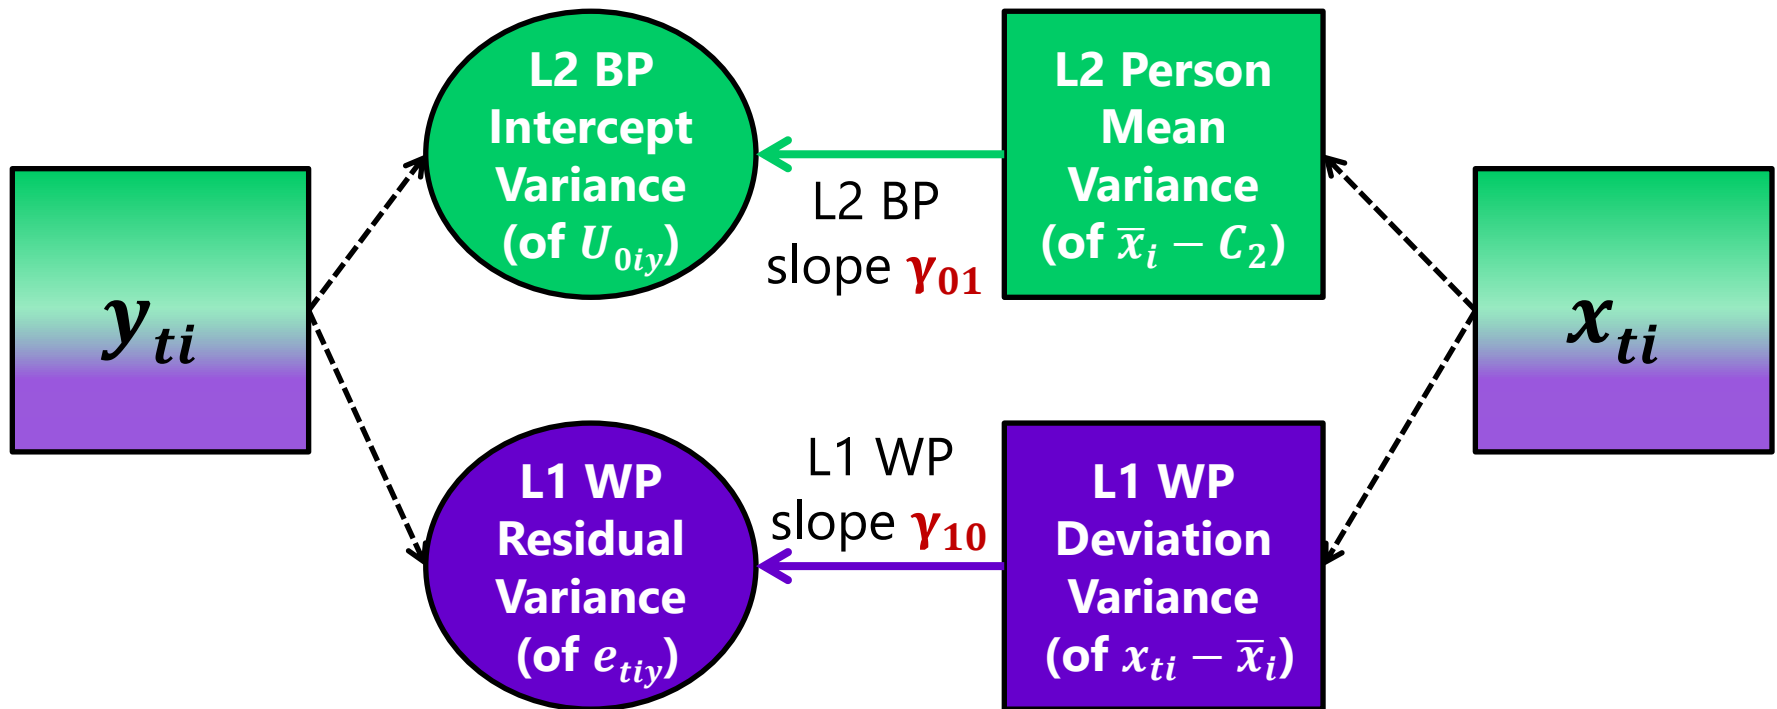 L2 BP
Intercept
Variance
(of U₀ᵢy)
L2 Person
Mean
Variance
(of x̄ᵢ − C₂)
L2 BP
slope γ₀₁
yₜᵢ
xₜᵢ
L1 WP
slope γ₁₀
L1 WP
Residual
Variance
(of eₜᵢy)
L1 WP
Deviation
Variance
(of xₜᵢ − x̄ᵢ)